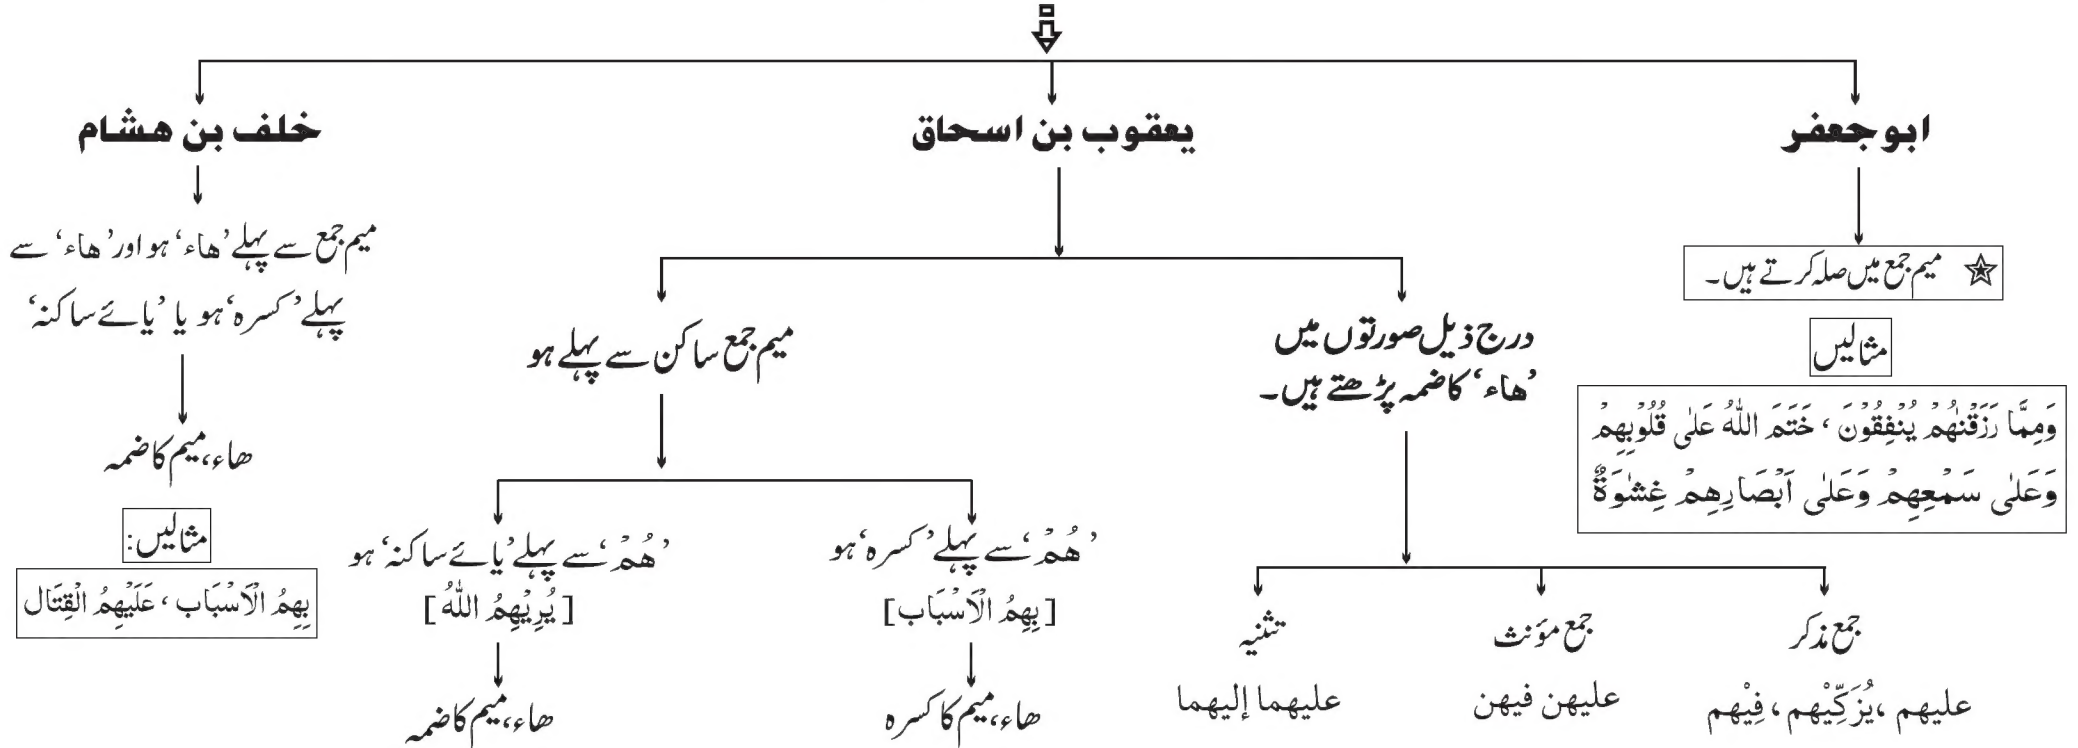 ابو جعفر
میم جمع میں صلہ کرتے ہیں۔
مثالیں
وَمِمَّا رَزَقْنٰهُمْ يُنْفِقُوْنَ ، خَتَمَ اللّٰهُ عَلٰى قُلُوْبِهِمْ
وَعَلٰى سَمْعِهِمْ وَعَلٰى اَبْصَارِهِمْ غِشٰوَةٌ
یعقوب بن اسحاق
درج ذیل صورتوں میں
’ھاء‘ کا ضمہ پڑھتے ہیں۔
جمع مذکر
عليهم ، يُزَكِّيْهم ، فِيْهم
جمع مؤنث
عليهن فيهن
تثنیہ
عليهما إليهما
میم جمع ساکن سے پہلے ہو
’هُمْ‘ سے پہلے ’کسرہ‘ ہو
[بِهِمُ الْاَسْبَاب]
ھاء، میم کا کسرہ
’هُمْ‘ سے پہلے ’یائے ساکنہ‘ ہو
[يُرِيْهِمُ اللّٰهُ]
ھاء، میم کا ضمہ
خلف بن ھشام
میم جمع سے پہلے ’ھاء‘ ہو اور ’ھاء‘ سے
پہلے ’کسرہ‘ ہو یا ’یائے ساکنہ‘
ھاء، میم کا ضمہ
مثالیں:
بِهِمُ الْاَسْبَاب ، عَلَيْهِمُ الْقِتَال